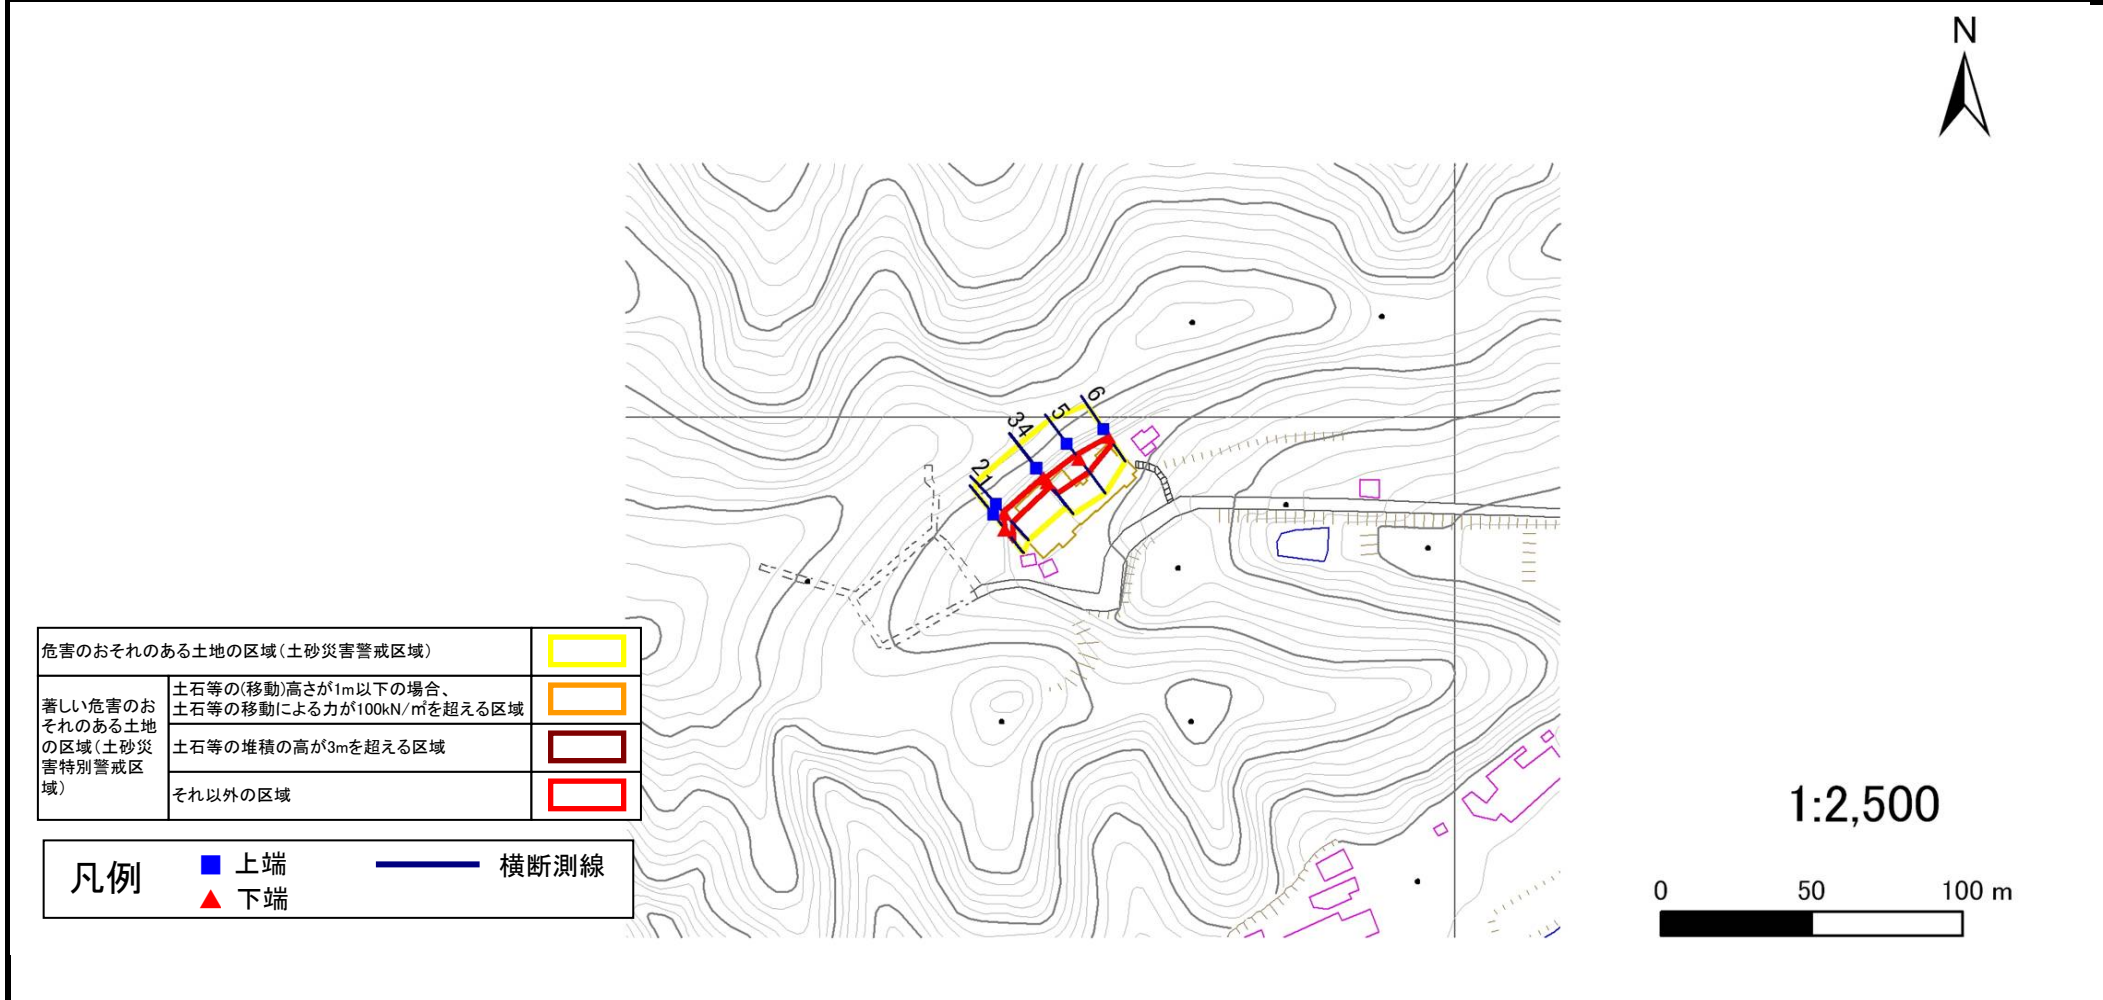 N
6
5
34
2
1
危害のおそれのある土地の区域(土砂災害警戒区域)
著しい危害のお
それのある土地
の区域(土砂災
害特別警戒区
域)
土石等の(移動)高さが1m以下の場合、
土石等の移動による力が100kN/㎡を超える区域
土石等の堆積の高が3mを超える区域
それ以外の区域
凡例
上端
下端
横断測線
1:2,500
0 50 100 m